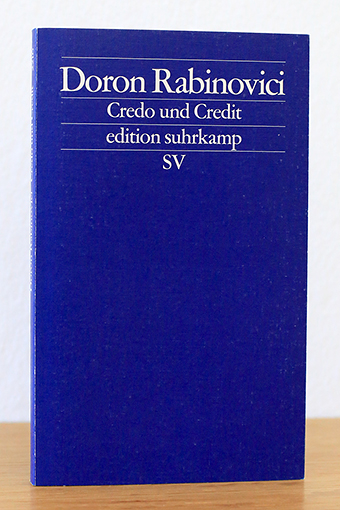 Doron Rabinovici
Credo und Credit
edition suhrkamp
SV